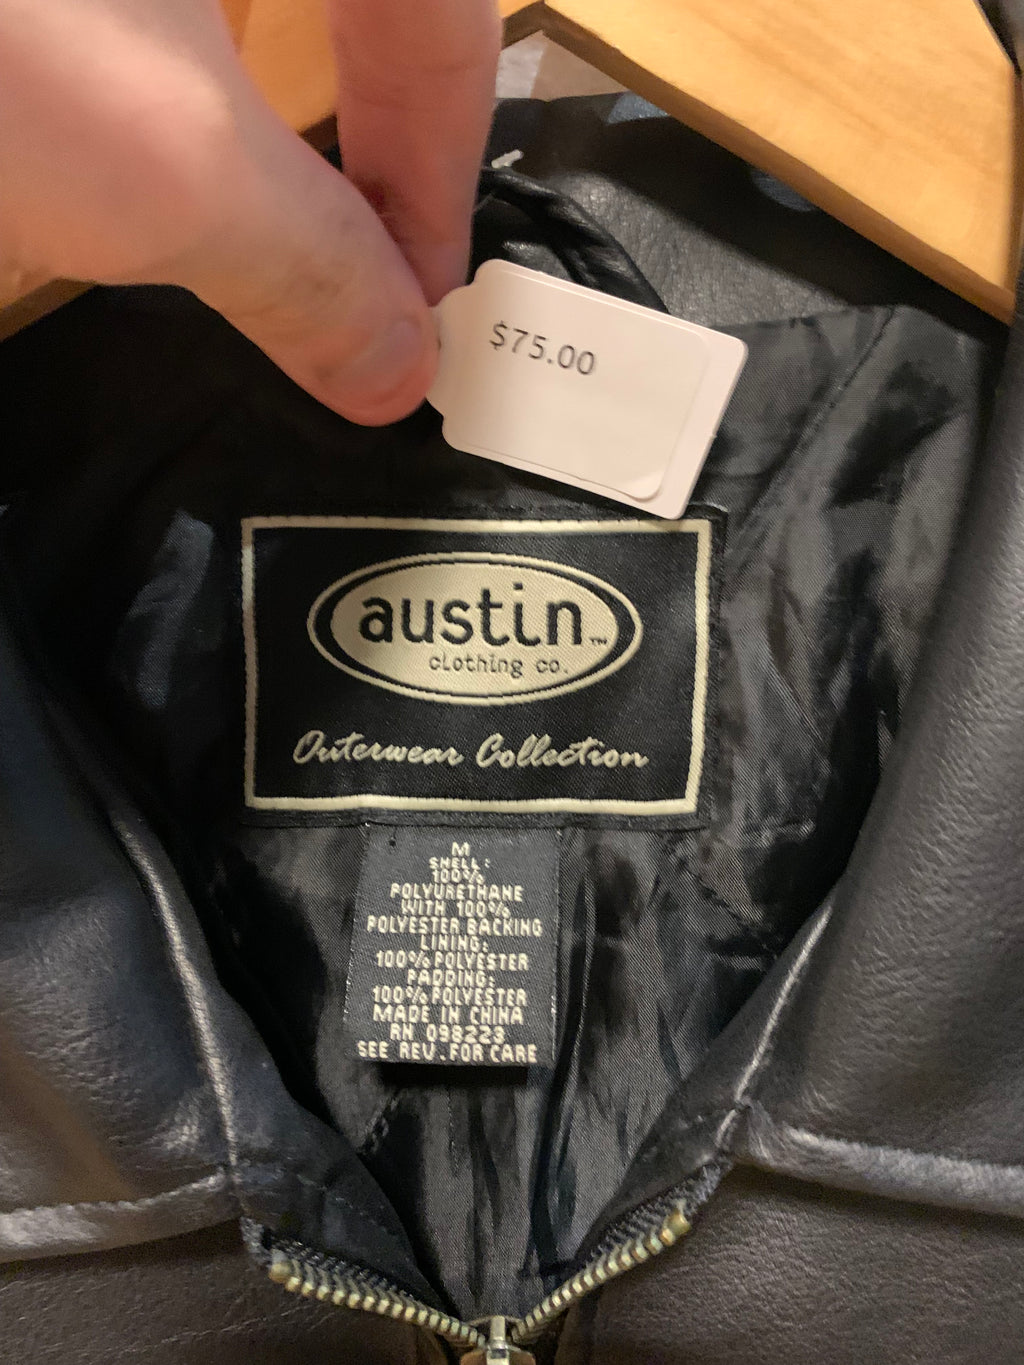 $75.00
austin™
clothing co.
Outerwear Collection
M
SHELL:
100%
POLYURETHANE
WITH 100%
POLYESTER BACKING
LINING:
100% POLYESTER
PADDING:
100% POLYESTER
MADE IN CHINA
RN 098223
SEE REV. FOR CARE